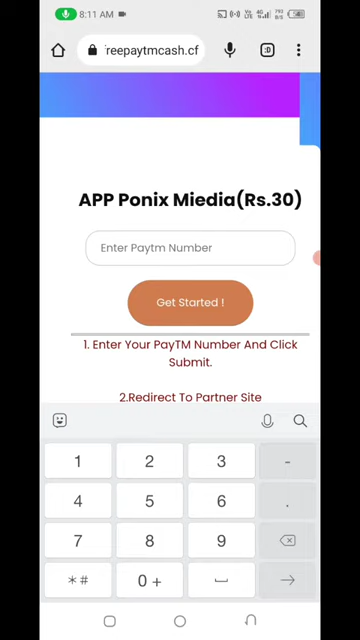 8:11 AM
freepaytmcash.cf
:D
APP Ponix Miedia(Rs.30)
Enter Paytm Number
Get Started !
1. Enter Your PayTM Number And Click
Submit.
2.Redirect To Partner Site
1 2 3 -
4 5 6 .
7 8 9
*# 0 +